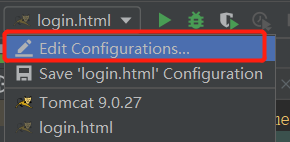 login.html
Edit Configurations...
Save 'login.html' Configuration
Tomcat 9.0.27
login.html